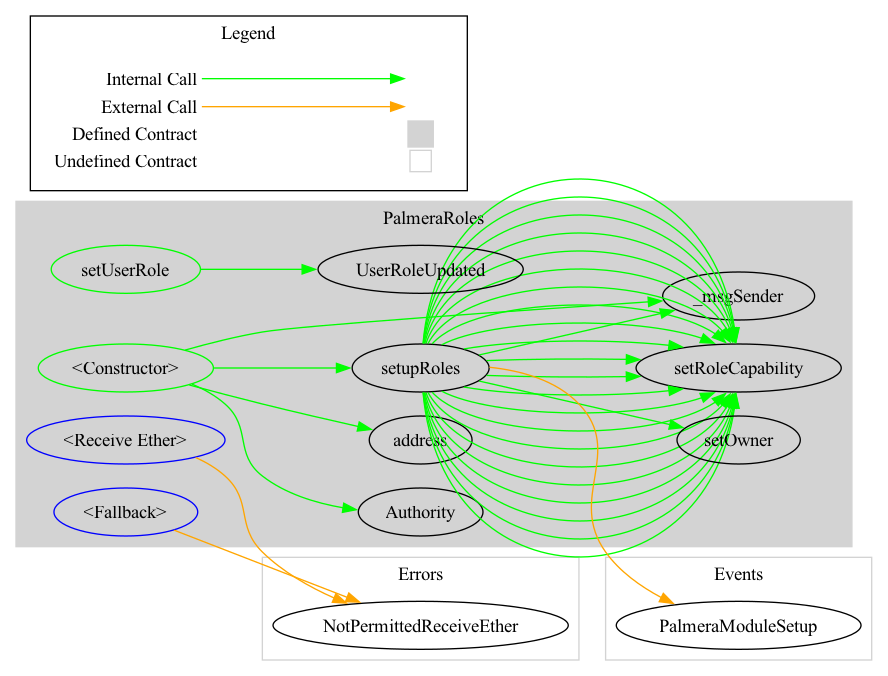 Legend
Internal Call
External Call
Defined Contract
Undefined Contract
PalmeraRoles
setUserRole
UserRoleUpdated
_msgSender
<Constructor>
setupRoles
setRoleCapability
<Receive Ether>
address
setOwner
<Fallback>
Authority
Errors
Events
NotPermittedReceiveEther
PalmeraModuleSetup